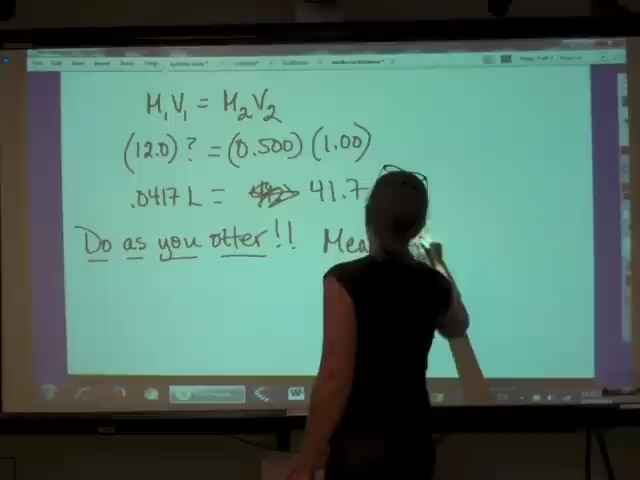 M₁V₁ = M₂V₂
(12.0) ? = (0.500) (1.00)
.0417 L = 41.7
Do as you otter!! Mea